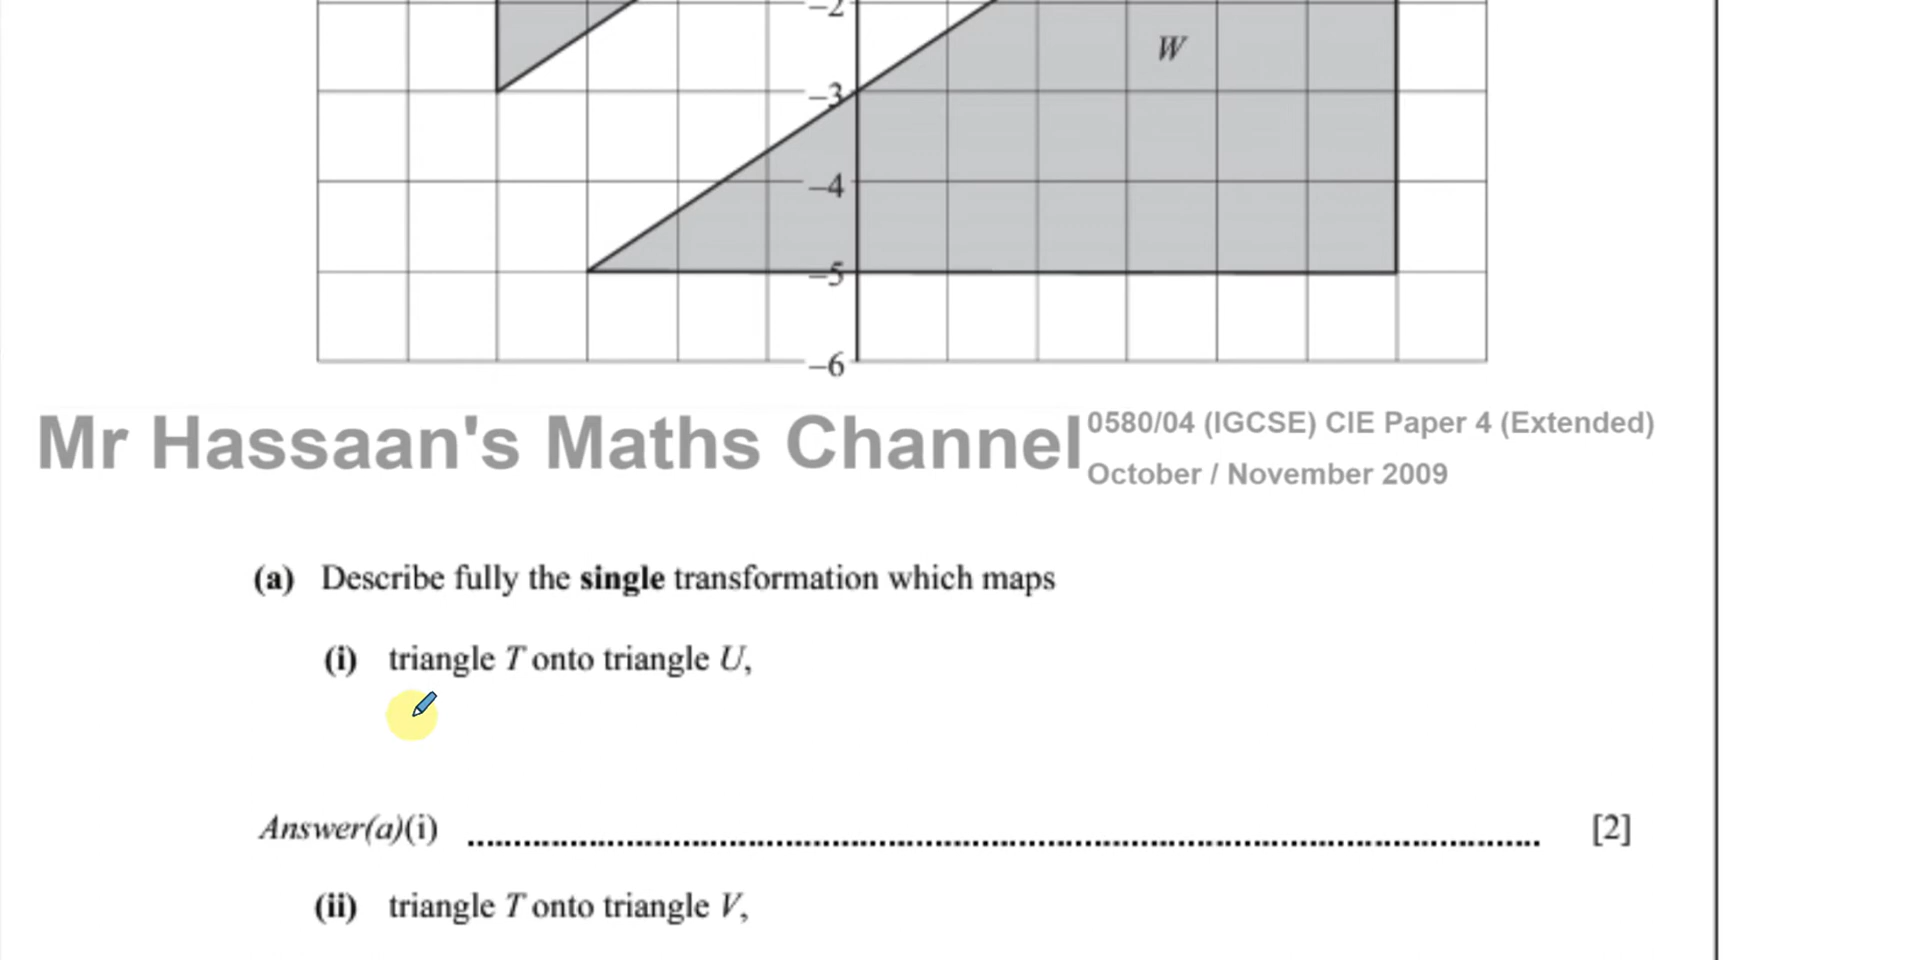 –2
W
–3
–4
–5
–6
Mr Hassaan's Maths Channel
0580/04 (IGSCE) CIE Paper 4 (Extended)
October / November 2009
(a) Describe fully the single transformation which maps
(i) triangle T onto triangle U,
Answer(a)(i) ........................................ [2]
(ii) triangle T onto triangle V,